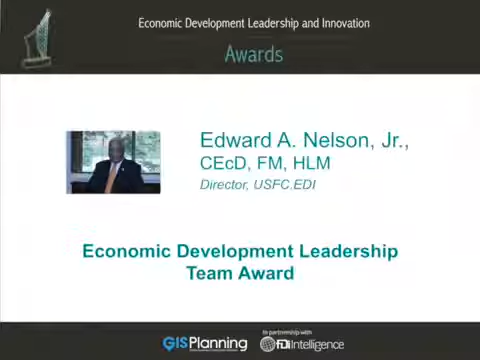 Economic Development Leadership and Innovation
Awards
Edward A. Nelson, Jr.,
CEcD, FM, HLM
Director, USFC.EDI
Economic Development Leadership
Team Award
GISPlanning
In partnership with
fDi Intelligence